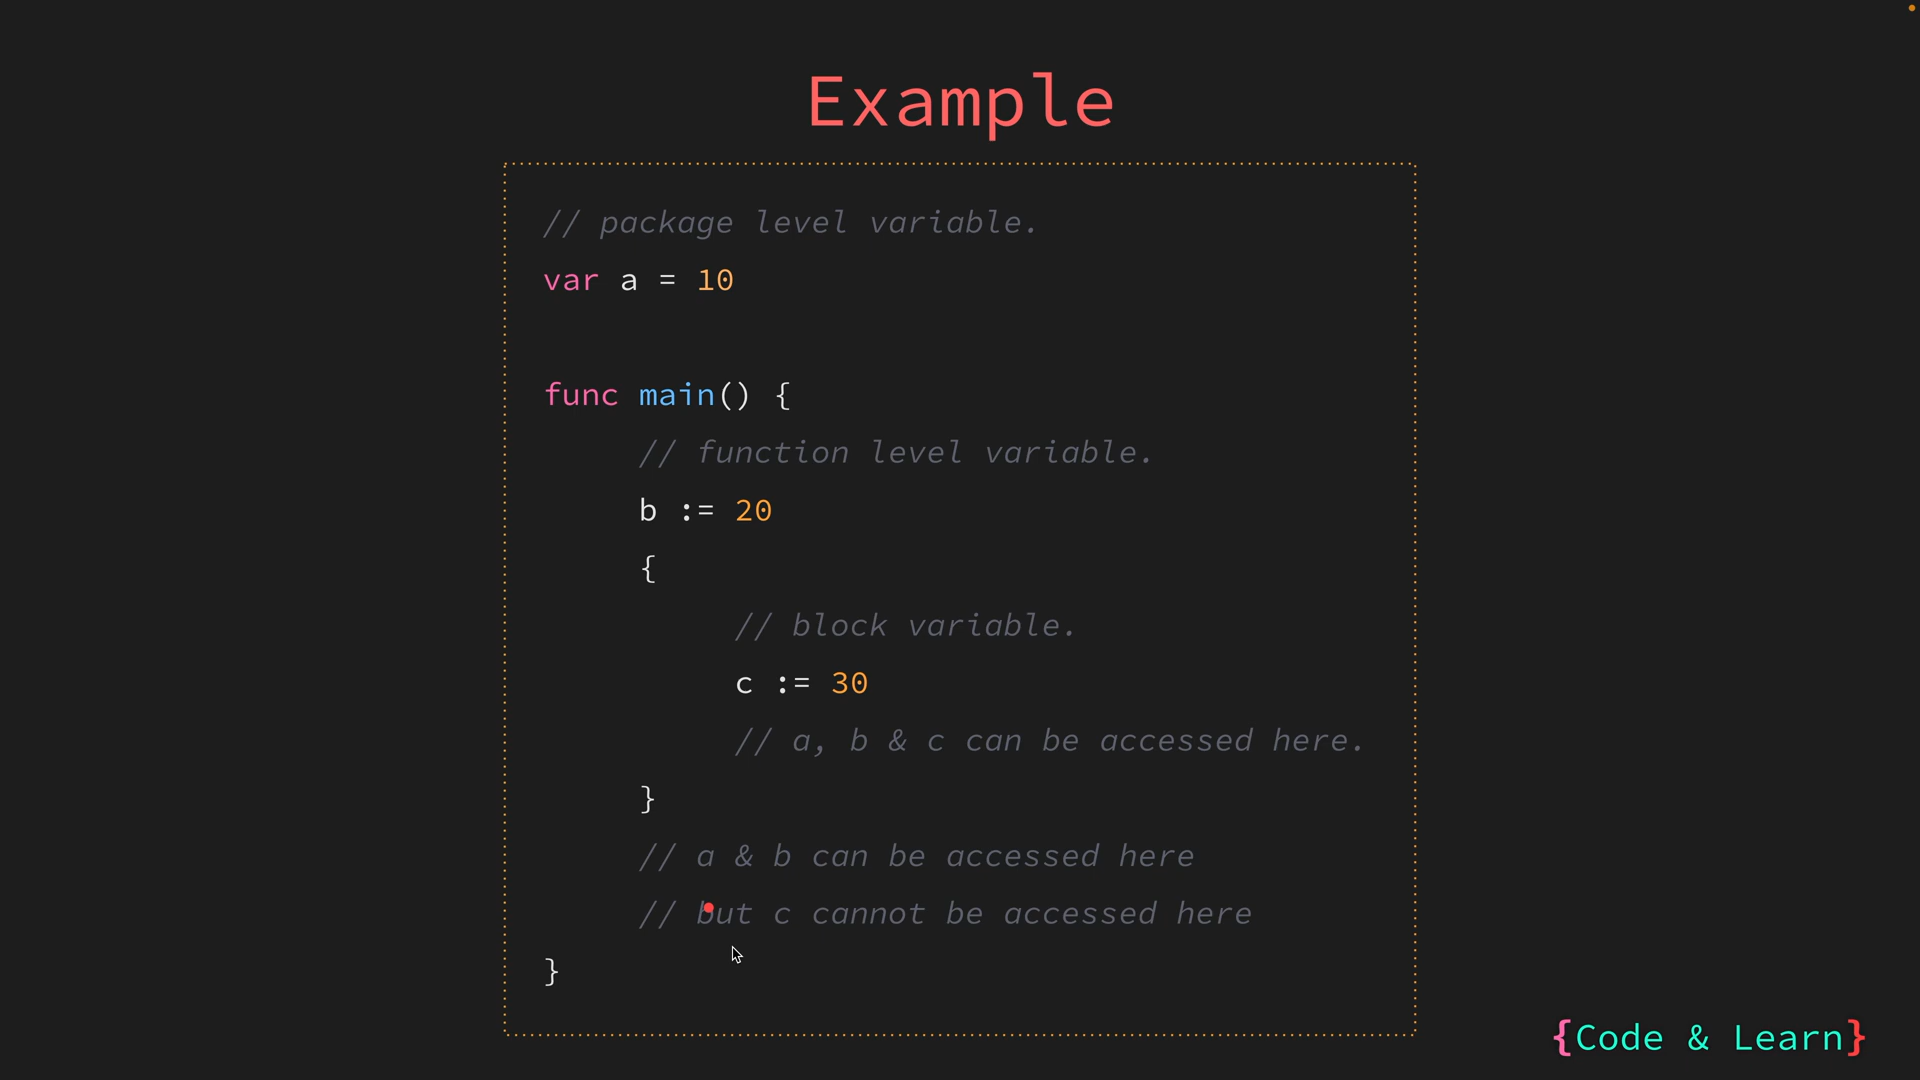 Example
// package level variable.
var a = 10
func main() {
// function level variable.
b := 20
{
// block variable.
c := 30
// a, b & c can be accessed here.
}
// a & b can be accessed here
// but c cannot be accessed here
}
{Code & Learn}